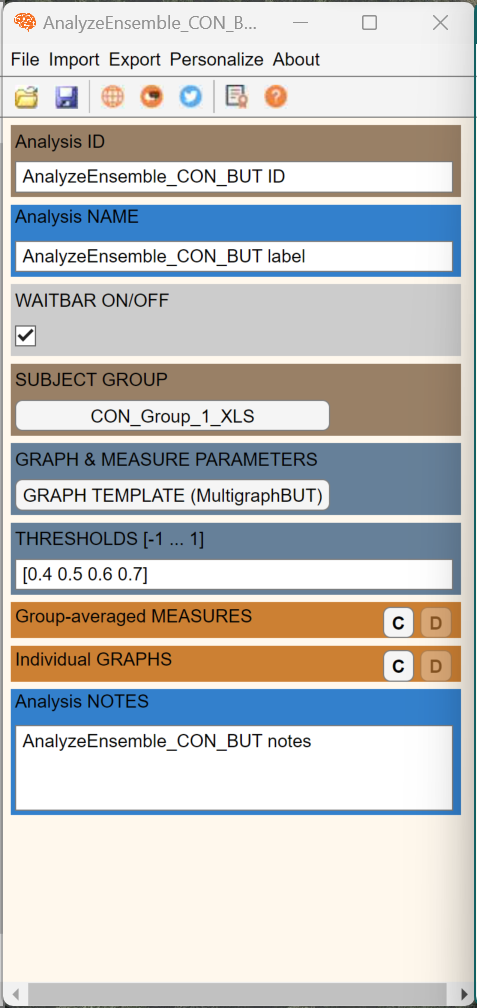 AnalyzeEnsemble_CON_B...
File Import Export Personalize About
Analysis ID
AnalyzeEnsemble_CON_BUT ID
Analysis NAME
AnalyzeEnsemble_CON_BUT label
WAITBAR ON/OFF
SUBJECT GROUP
CON_Group_1_XLS
GRAPH & MEASURE PARAMETERS
GRAPH TEMPLATE (MultigraphBUT)
THRESHOLDS [-1 ... 1]
[0.4 0.5 0.6 0.7]
Group-averaged MEASURES C D
Individual GRAPHS C D
Analysis NOTES
AnalyzeEnsemble_CON_BUT notes